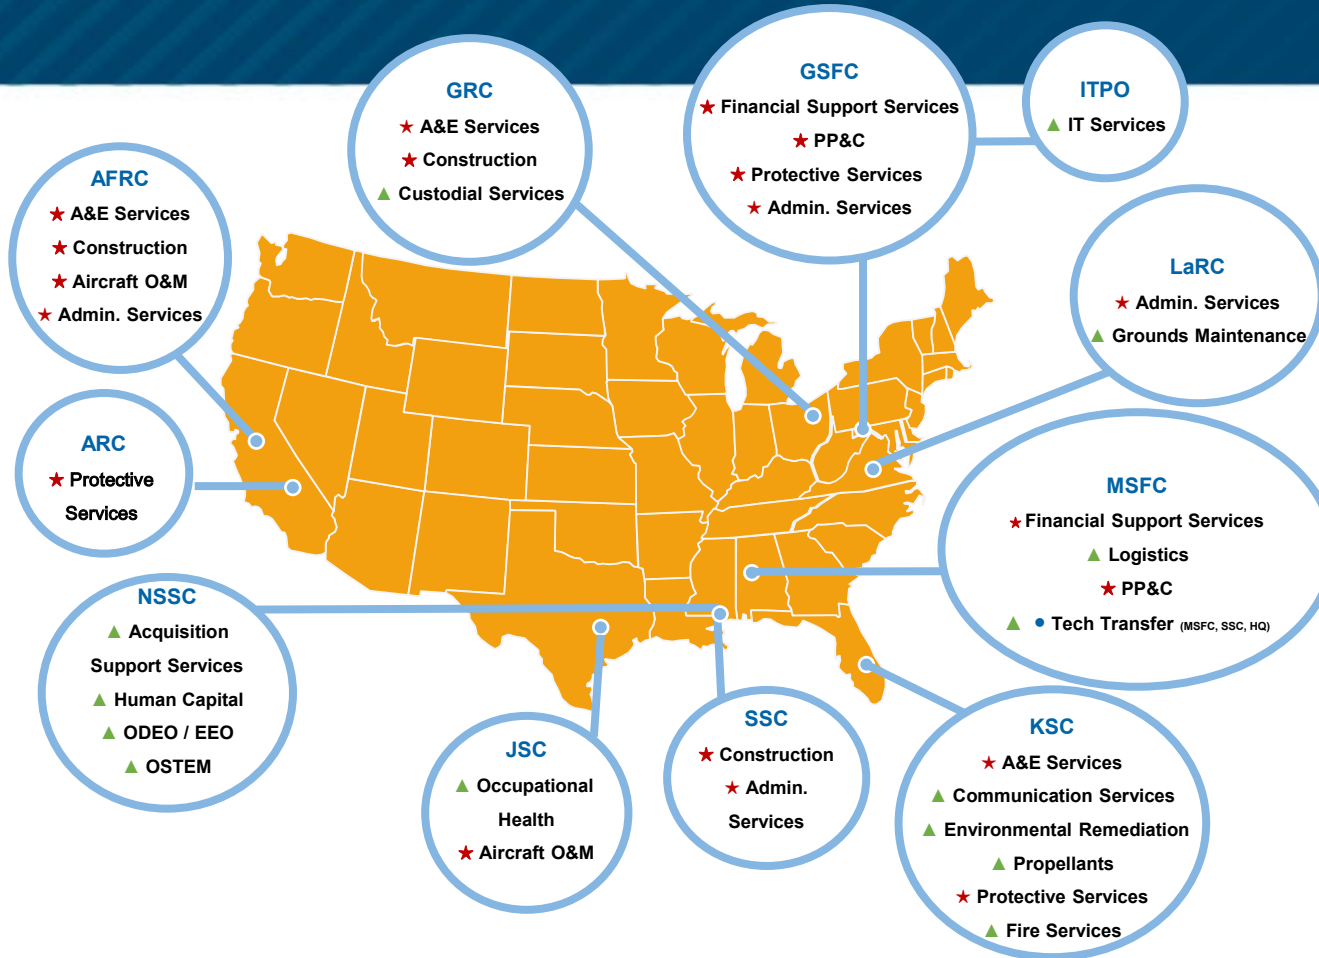 GRC
★ A&E Services
★ Construction
▲ Custodial Services
GSFC
★ Financial Support Services
★ PP&C
★ Protective Services
★ Admin. Services
ITPO
▲ IT Services
AFRC
★ A&E Services
★ Construction
★ Aircraft O&M
★ Admin. Services
LaRC
★ Admin. Services
▲ Grounds Maintenance
ARC
★ Protective
Services
MSFC
★ Financial Support Services
▲ Logistics
★ PP&C
▲ • Tech Transfer (MSFC, SSC, HQ)
NSSC
▲ Acquisition
Support Services
▲ Human Capital
▲ ODEO / EEO
▲ OSTEM
JSC
▲ Occupational
Health
★ Aircraft O&M
SSC
★ Construction
★ Admin.
Services
KSC
★ A&E Services
▲ Communication Services
▲ Environmental Remediation
▲ Propellants
★ Protective Services
▲ Fire Services